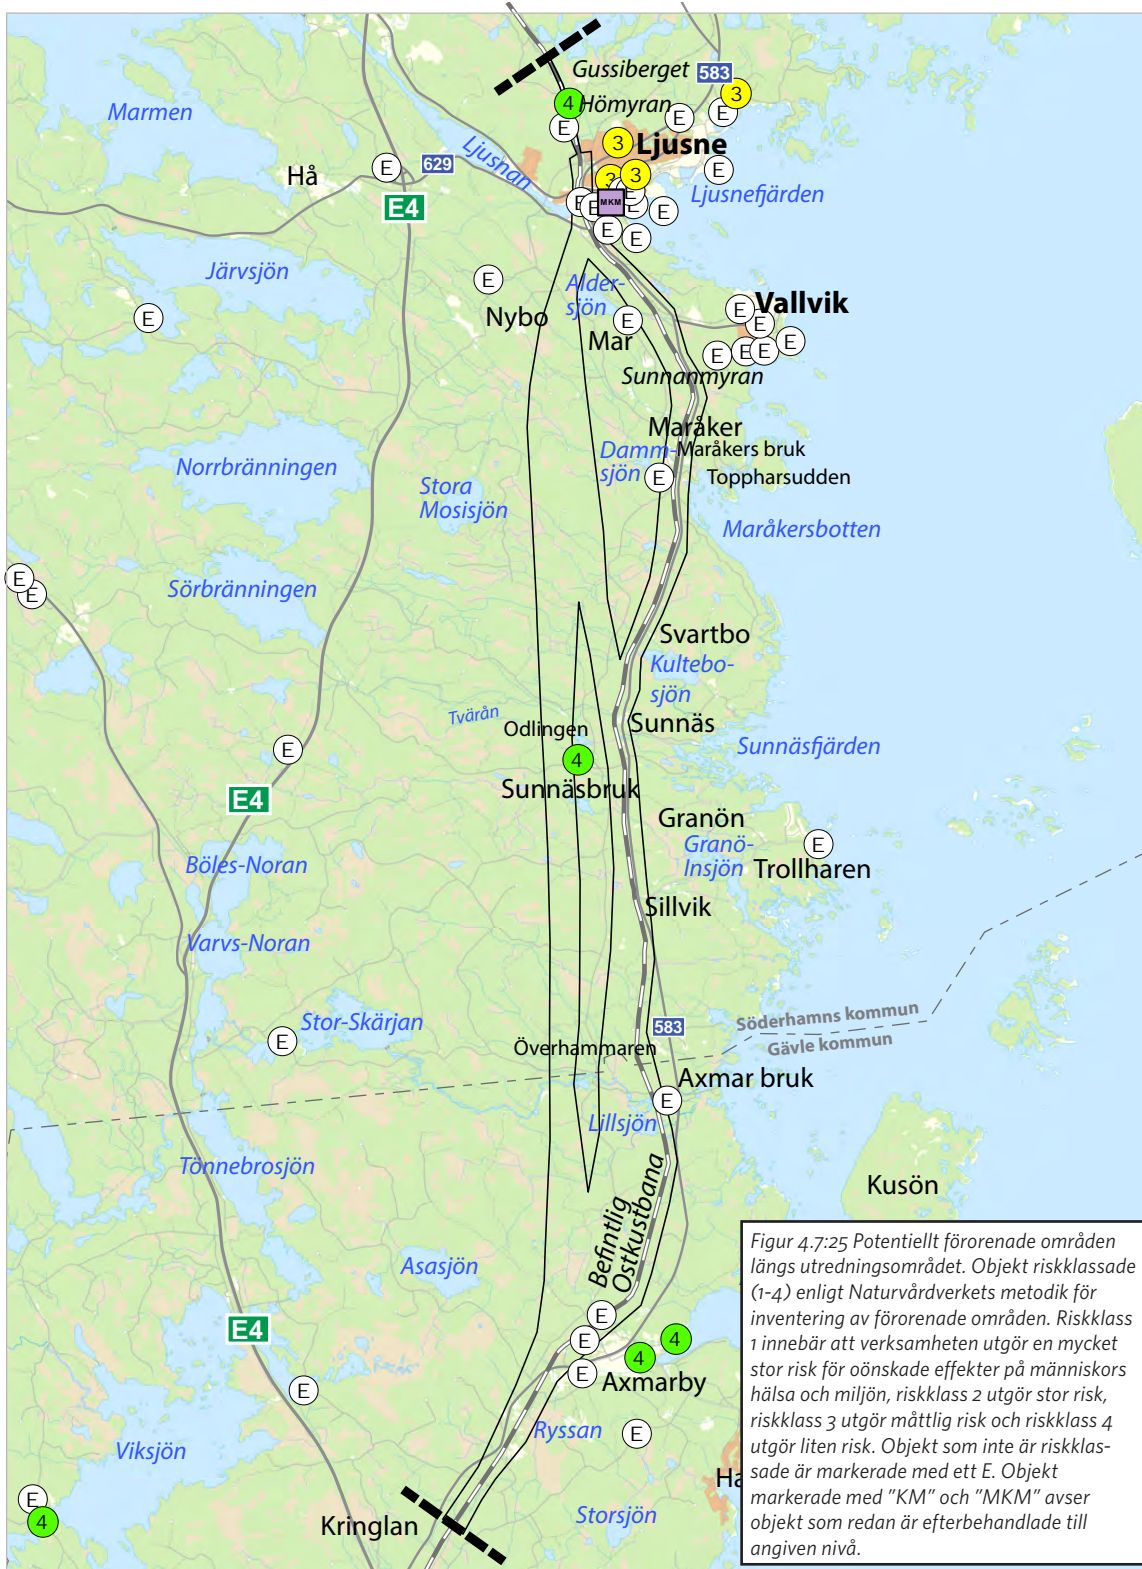 Gussiberget
583
3
Marmen
4
Hömyran
E
E
E
3
Ljusne
Ljusnan
E
629
Hå
E
3
3
E4
E
E
E
MKM
E
E
Ljusnefjärden
E
E
Järvsjön
E
Nybo
Alder-
sjön
E
Vallvik
E
E
Mar
E
E
E
E
E
Sunnanmyran
Maråker
Maråkers bruk
Damm-
sjön
E
Toppharsudden
Norrbränningen
Stora
Mosisjön
Maråkersbotten
E
E
Sörbränningen
Svartbo
Kultebo-
sjön
Tvärån
Odlingen
Sunnäs
E
4
Sunnäsfjärden
Sunnäsbruk
E4
Granön
Granö-
Insjön
E
Trollharen
Böles-Noran
Sillvik
Varvs-Noran
Stor-Skärjan
E
583
Söderhamns kommun
Gävle kommun
Överhammaren
Axmar bruk
E
Lillsjön
Tönnebrosjön
Kusön
Befintlig
Ostkustbana
Asasjön
E
E4
E
4
4
E
Axmarby
E
Ryssan
E
Viksjön
Ha
E
4
Kringlan
Storsjön
Figur 4.7:25 Potentiellt förorenade områden
längs utredningsområdet. Objekt riskklassade
(1-4) enligt Naturvårdverkets metodik för
inventering av förorenade områden. Riskklass
1 innebär att verksamheten utgör en mycket
stor risk för oönskade effekter på människors
hälsa och miljön, riskklass 2 utgör stor risk,
riskklass 3 utgör måttlig risk och riskklass 4
utgör liten risk. Objekt som inte är riskklas-
sade är markerade med ett E. Objekt
markerade med ”KM” och ”MKM” avser
objekt som redan är efterbehandlade till
angiven nivå.